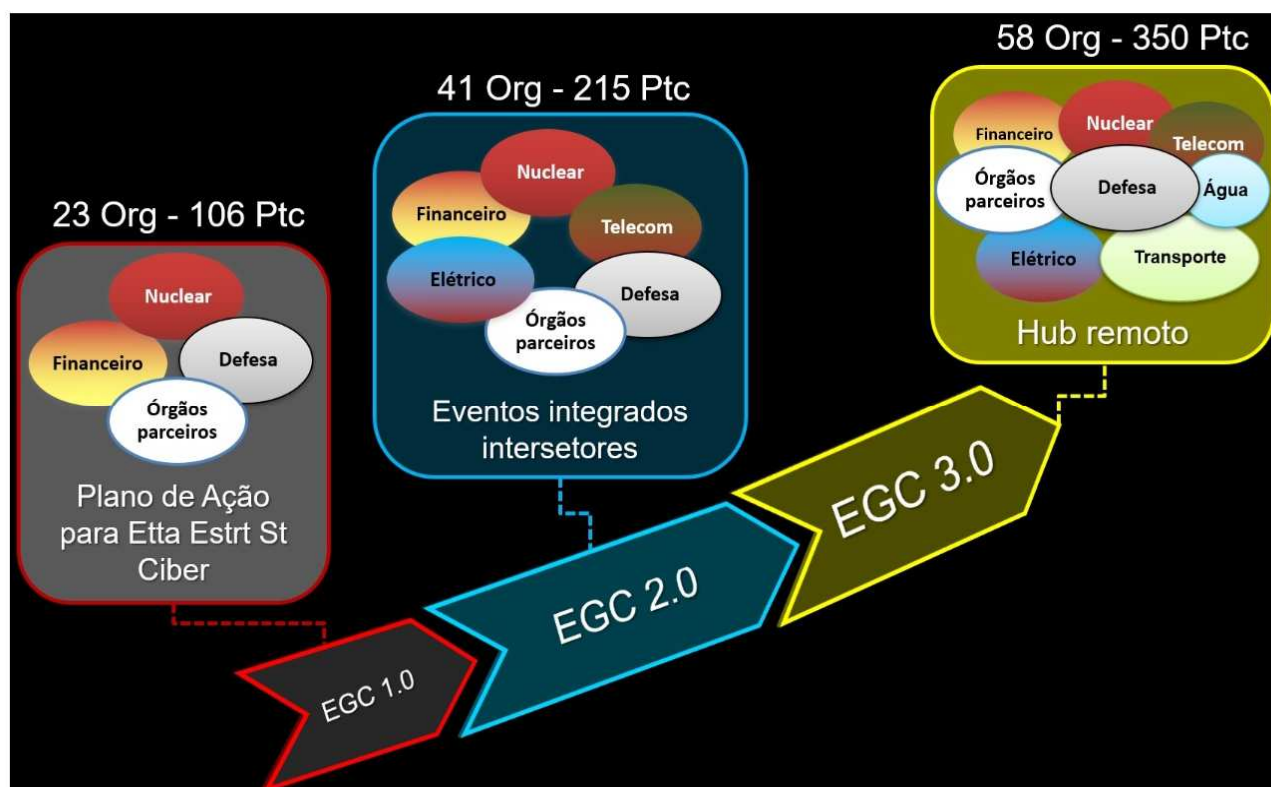 23 Org - 106 Ptc
Nuclear
Financeiro
Defesa
Órgãos
parceiros
Plano de Ação
para Etta Estrt St
Ciber
EGC 1.0
41 Org - 215 Ptc
Nuclear
Financeiro
Telecom
Elétrico
Defesa
Órgãos
parceiros
Eventos integrados
intersetores
EGC 2.0
58 Org - 350 Ptc
Nuclear
Financeiro
Telecom
Órgãos
parceiros
Defesa
Água
Elétrico
Transporte
Hub remoto
EGC 3.0